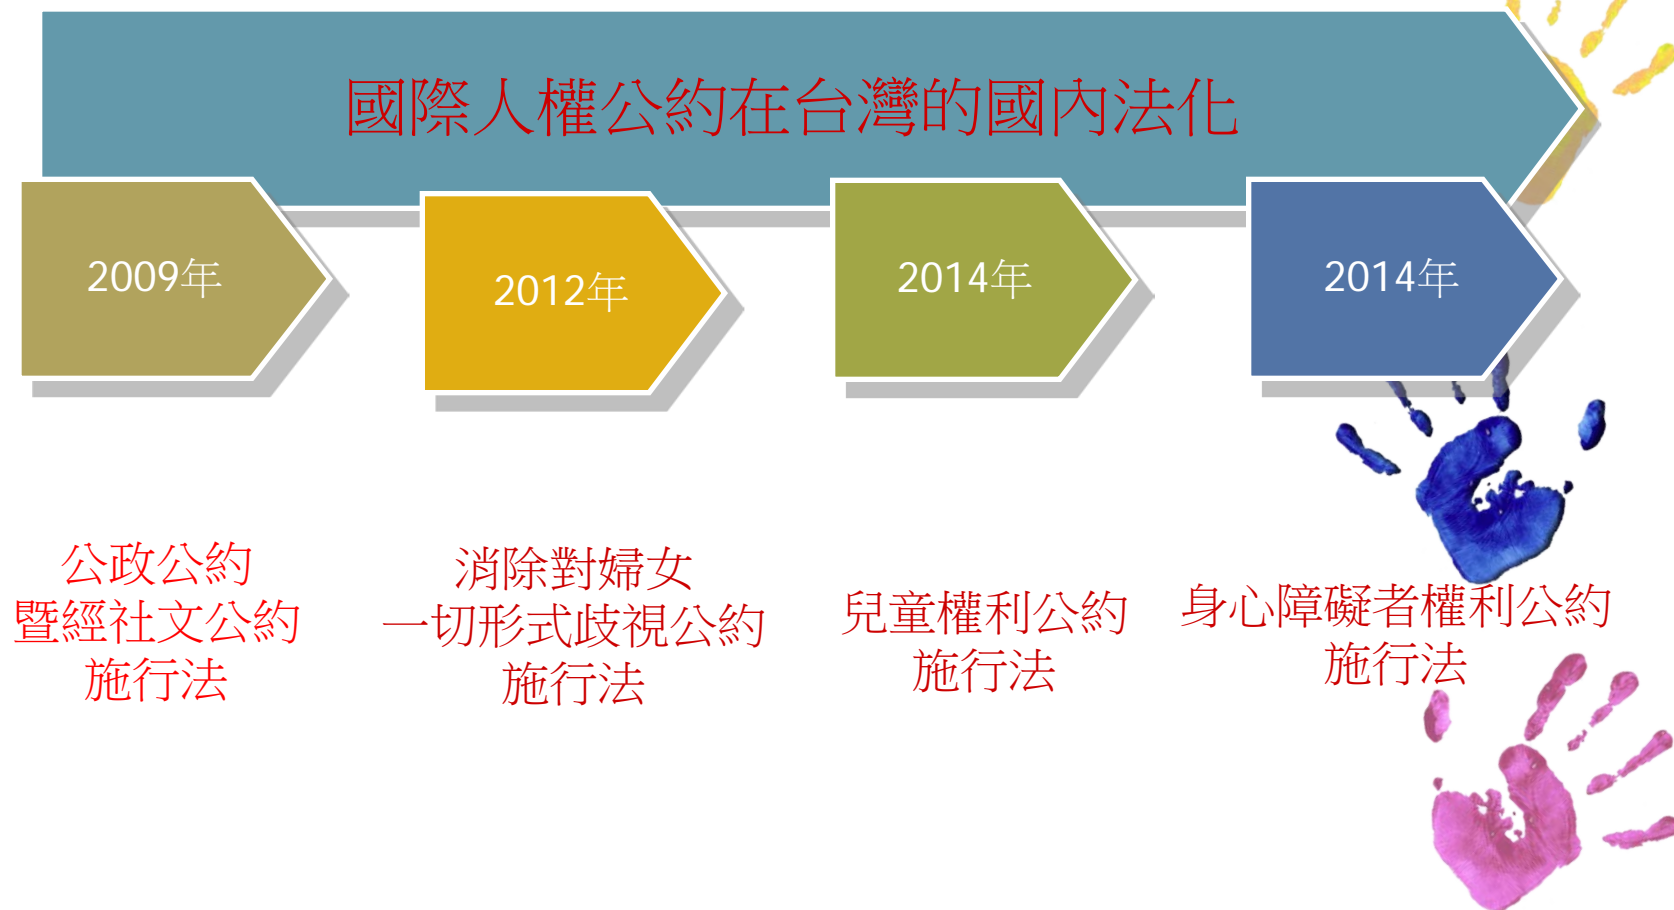 國際人權公約在台灣的國內法化
2009年
2012年
2014年
2014年
公政公約
暨經社文公約
施行法
消除對婦女
一切形式歧視公約
施行法
兒童權利公約
施行法
身心障礙者權利公約
施行法